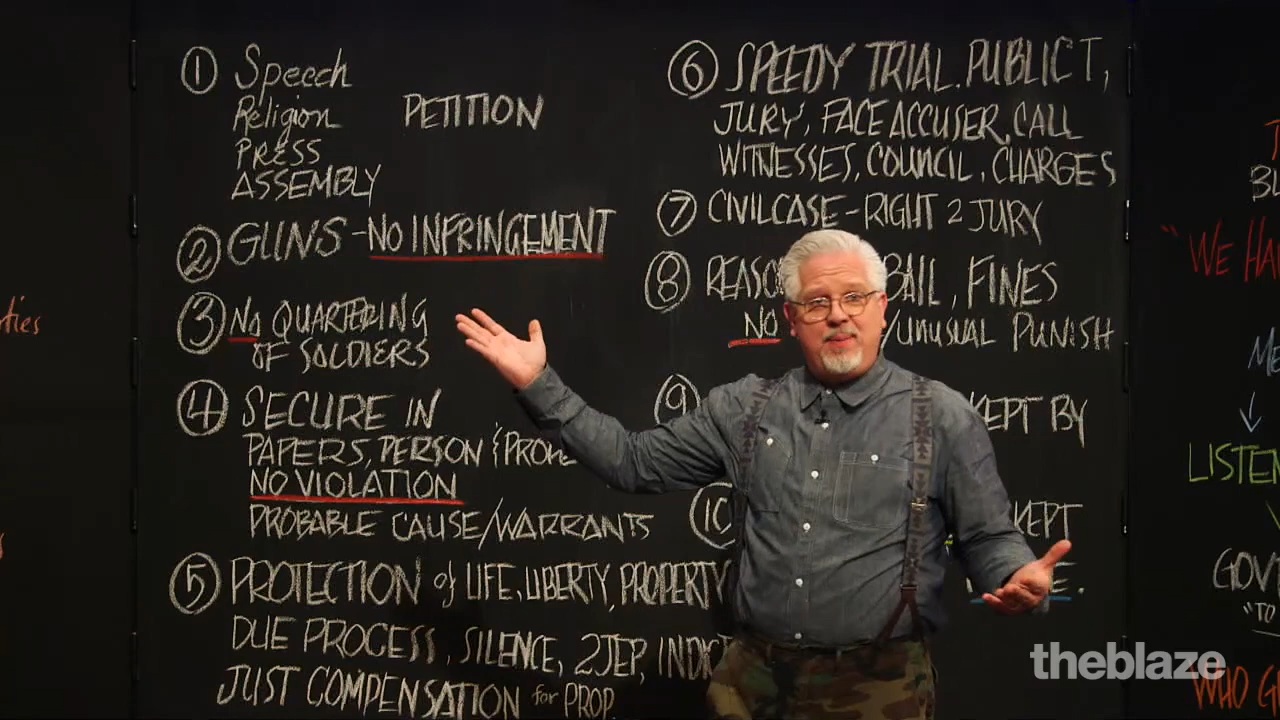 ① Speech
Religion
PRESS
ASSEMBLY
PETITION
② GUNS - NO INFRINGEMENT
③ No QUARTERING
OF SOLDIERS
④ SECURE IN
PAPERS, PERSON &
NO VIOLATION
PROBABLE CAUSE/WARRANTS
⑤ PROTECTION of LIFE, LIBERTY, PROPERTY
DUE PROCESS, SILENCE, 2JEP,
JUST COMPENSATION for PROP
⑥ SPEEDY TRIAL. PUBLIC T,
JURY, FACE ACCUSER, CALL
WITNESSES, COUNCIL, CHARGES
⑦ CIVIL CASE - RIGHT 2 JURY
⑧ BAIL, FINES
NO /UNUSUAL PUNISH
⑨ KEPT BY
⑩ KEPT
"WE
LISTEN
WHO
"TO
theblaze